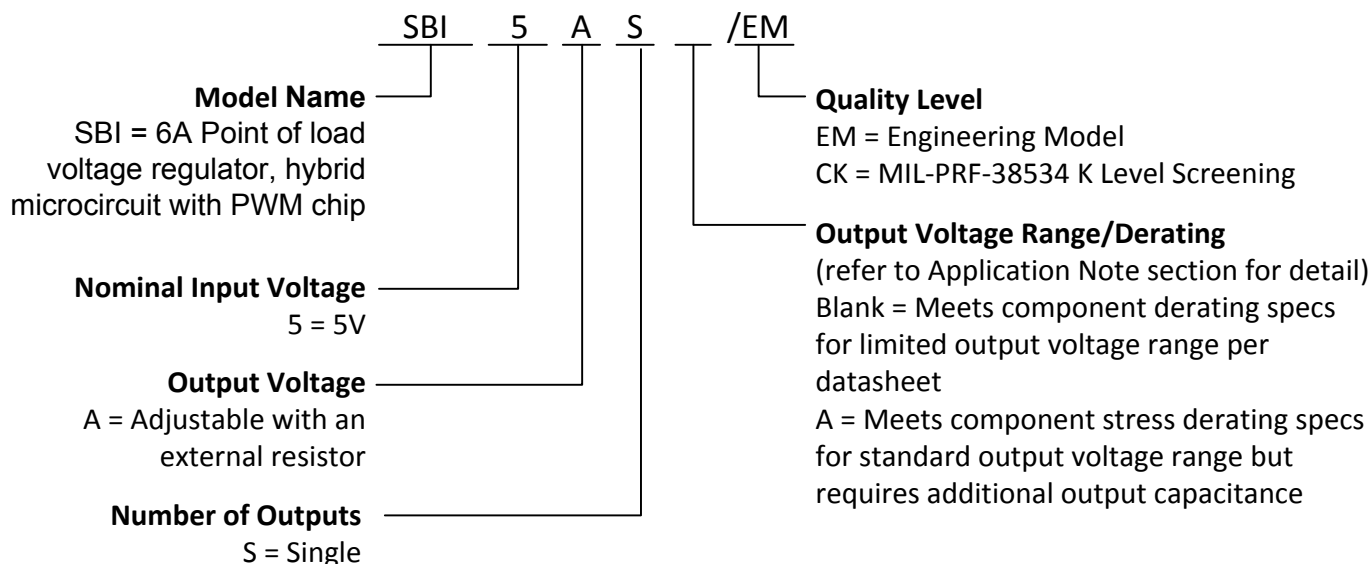 SBI 5 A S /EM
Model Name
SBI = 6A Point of load
voltage regulator, hybrid
microcircuit with PWM chip
Nominal Input Voltage
5 = 5V
Output Voltage
A = Adjustable with an
external resistor
Number of Outputs
S = Single
Quality Level
EM = Engineering Model
CK = MIL-PRF-38534 K Level Screening
Output Voltage Range/Derating
(refer to Application Note section for detail)
Blank = Meets component derating specs
for limited output voltage range per
datasheet
A = Meets component stress derating specs
for standard output voltage range but
requires additional output capacitance